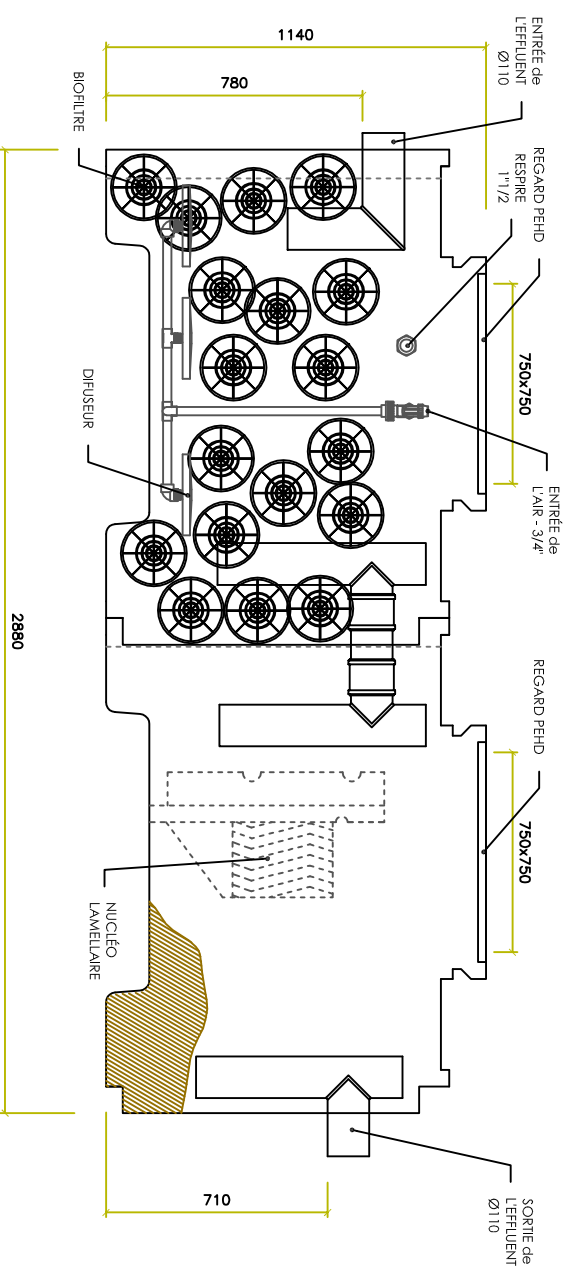 ENTRÉE de
L'EFFLUENT
Ø110
REGARD PEHD
RESPIRE
1"1/2
ENTRÉE de
L'AIR - 3/4"
REGARD PEHD
SORTIE de
L'EFFLUENT
Ø110
1140
780
750x750
750x750
BIOFILTRE
DIFUSEUR
NUCLÉO
LAMELLAIRE
710
2880